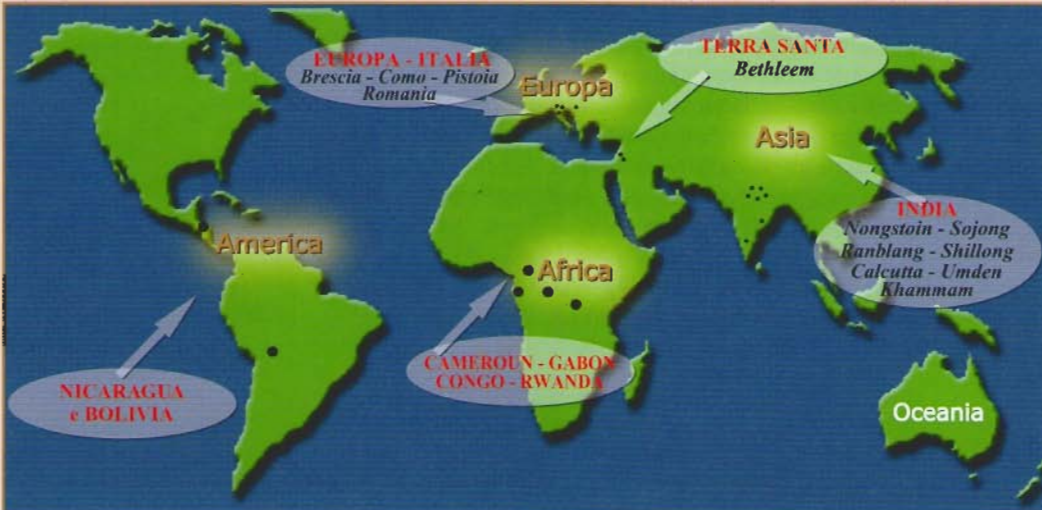 EUROPA - ITALIA
Brescia - Como - Pistoia
Romania
TERRA SANTA
Bethleem
Europa
Asia
America
Africa
INDIA
Nongstoin - Sojong
Ranblang - Shillong
Calcutta - Umden
Khammam
NICARAGUA
e BOLIVIA
CAMEROUN - GABON
CONGO - RWANDA
Oceania